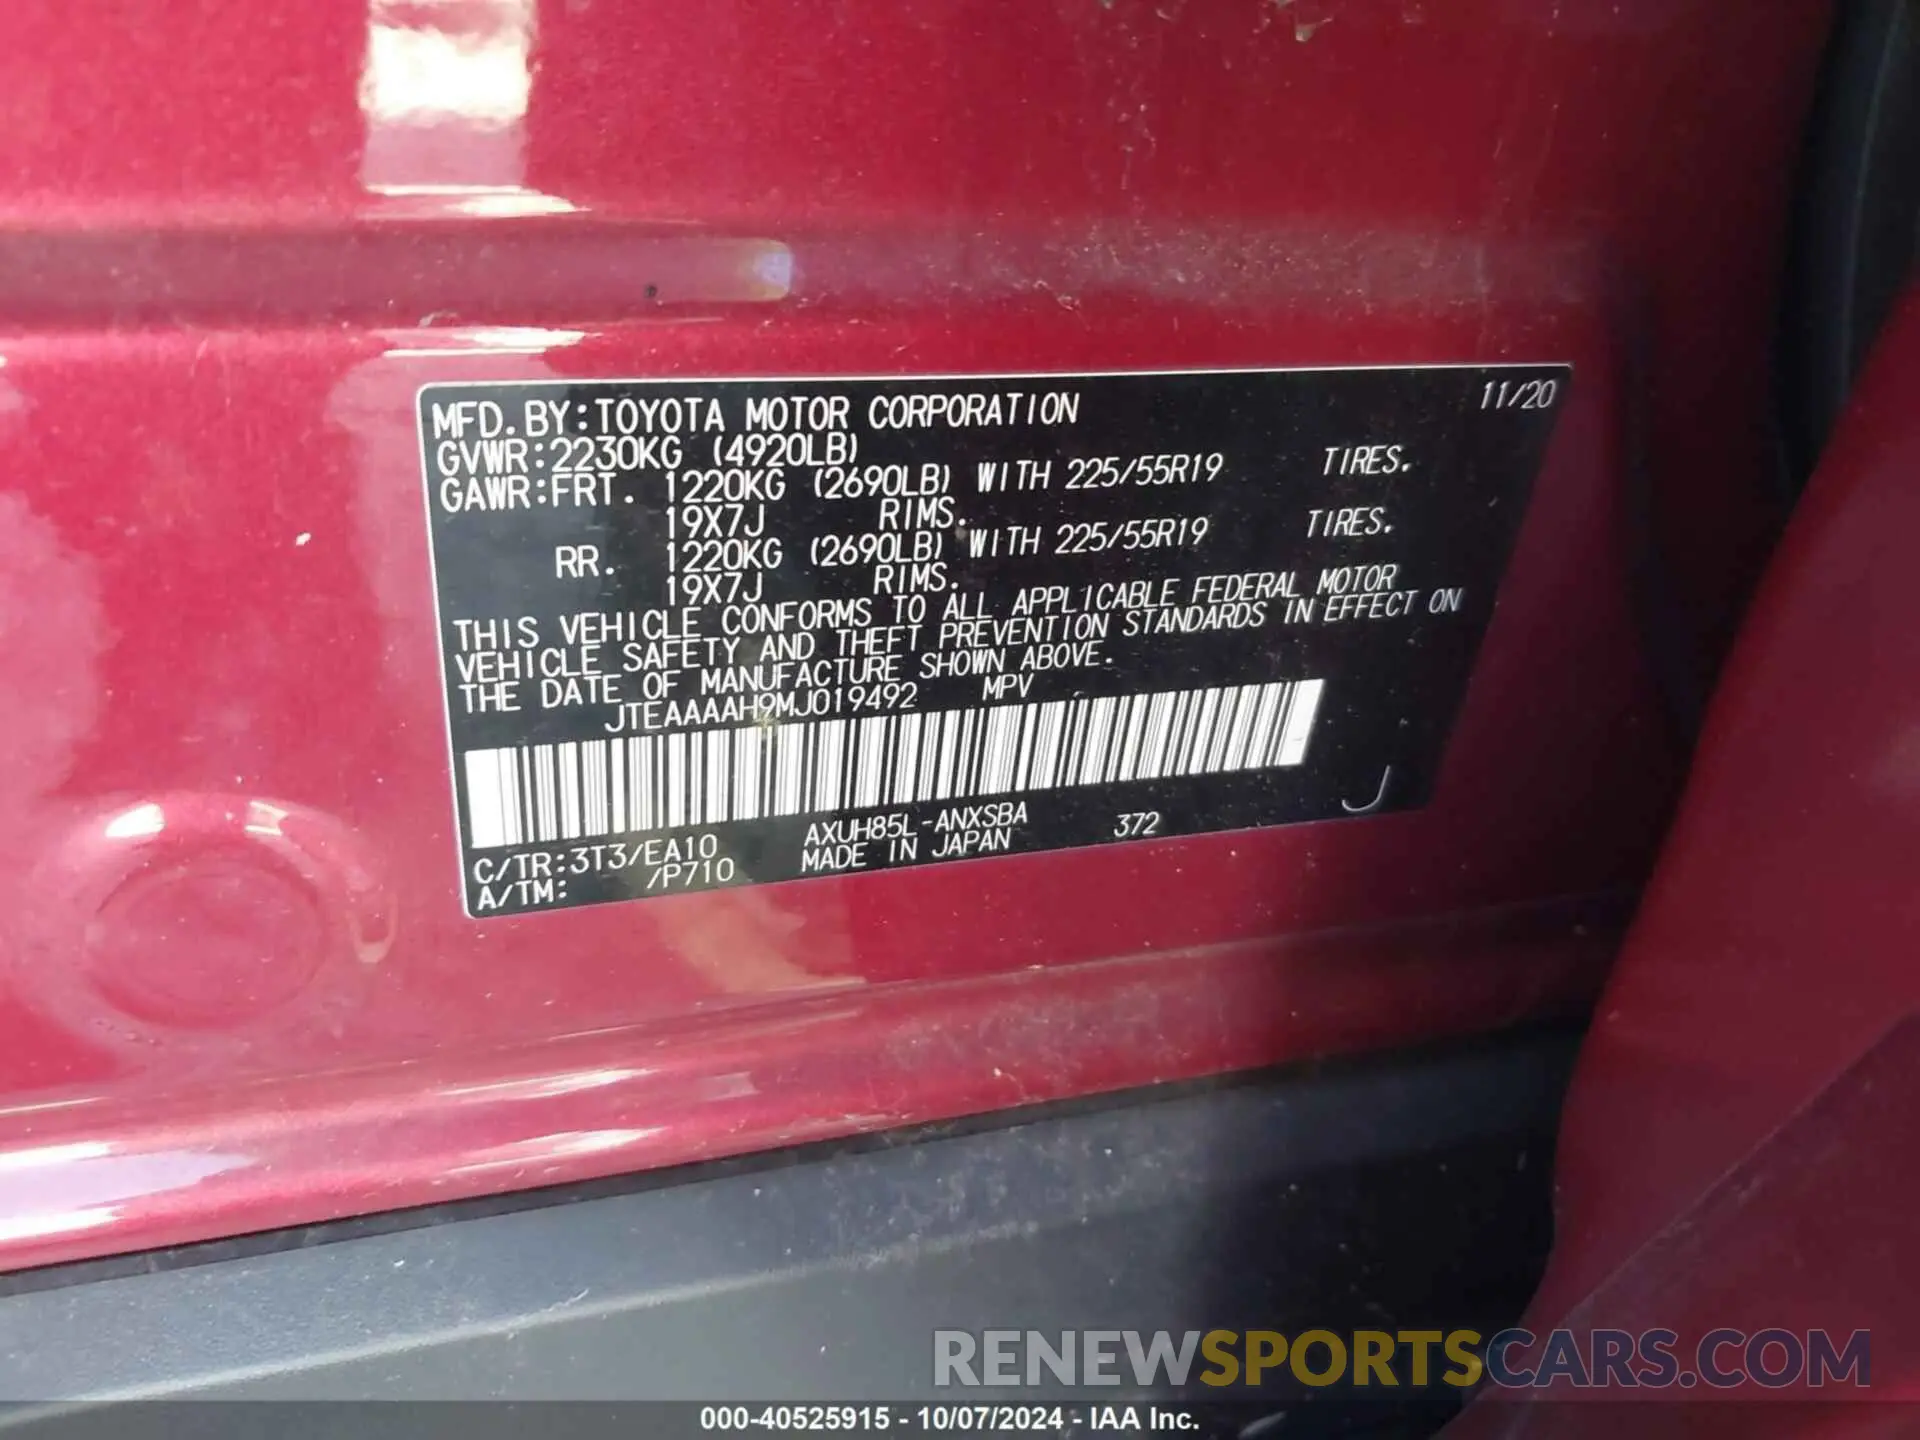 MFD. BY: TOYOTA MOTOR CORPORATION 11/20
GVWR: 2230KG (4920LB)
GAWR: FRT. 1220KG (2690LB) WITH 225/55R19 TIRES.
19X7J RIMS.
RR. 1220KG (2690LB) WITH 225/55R19 TIRES.
19X7J RIMS.
THIS VEHICLE CONFORMS TO ALL APPLICABLE FEDERAL MOTOR
VEHICLE SAFETY AND THEFT PREVENTION STANDARDS IN EFFECT ON
THE DATE OF MANUFACTURE SHOWN ABOVE.
JTEAAAAH9MJ019492 MPV
J
C/TR: 3T3/EA10 AXUH85L-ANXSBA 372
A/TM: /P710 MADE IN JAPAN
RENEWSPORTSCARS.COM
000-40525915 - 10/07/2024 - IAA Inc.